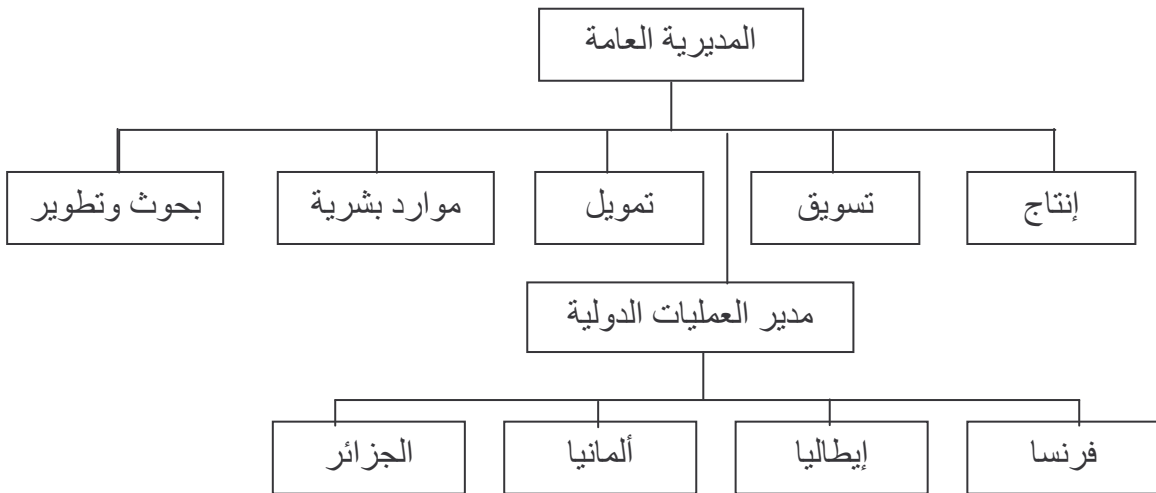 المديرية العامة
إنتاج
تسويق
تمويل
موارد بشرية
بحوث وتطوير
مدير العمليات الدولية
فرنسا
إيطاليا
ألمانيا
الجزائر